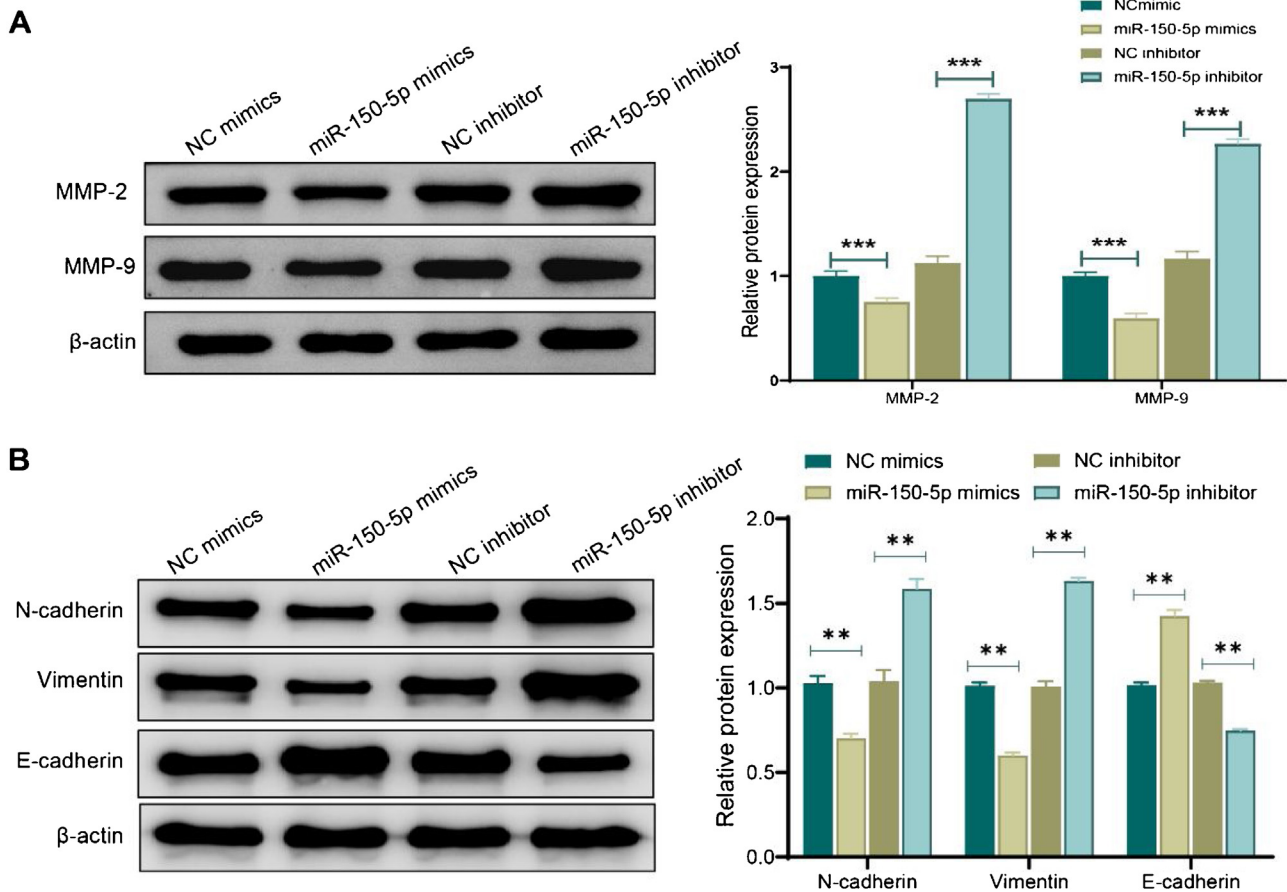 A
NC mimics
miR-150-5p mimics
NC inhibitor
miR-150-5p inhibitor
MMP-2
MMP-9
β-actin
NCmimic
miR-150-5p mimics
NC inhibitor
miR-150-5p inhibitor
Relative protein expression
3
2
1
0
***
***
***
***
MMP-2
MMP-9
B
NC mimics
miR-150-5p mimics
NC inhibitor
miR-150-5p inhibitor
N-cadherin
Vimentin
E-cadherin
β-actin
NC mimics
NC inhibitor
miR-150-5p mimics
miR-150-5p inhibitor
Relative protein expression
2.0
1.5
1.0
0.5
0.0
**
**
**
**
**
**
N-cadherin
Vimentin
E-cadherin